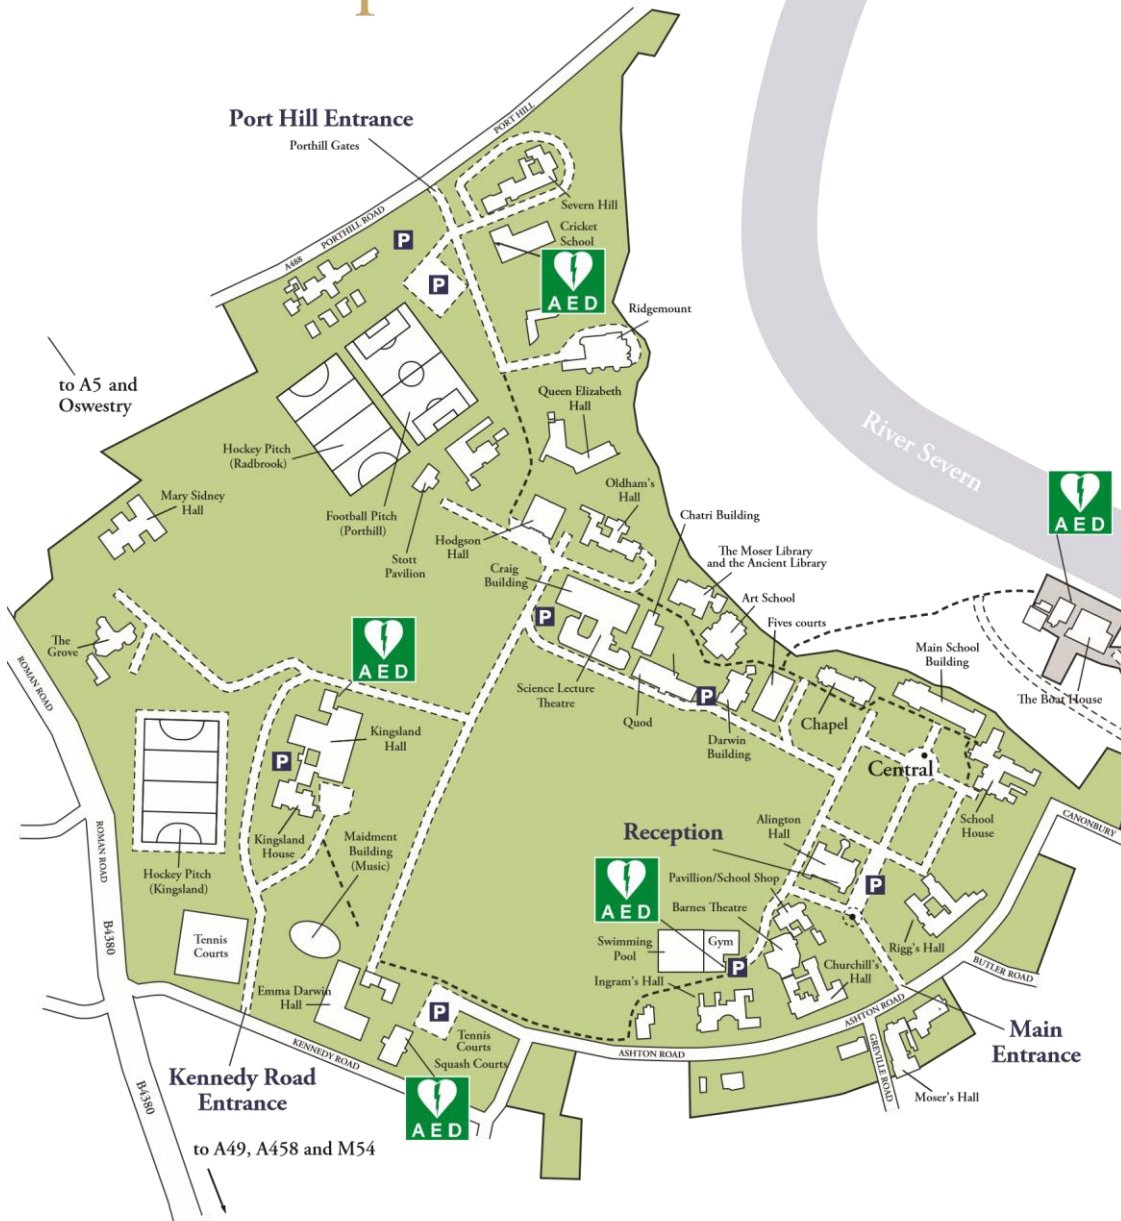 PORT HILL
Port Hill Entrance
Porthill Gates
Severn Hill
PORTHILL ROAD
A488
P
Cricket
School
AED
P
Ridgemount
to A5 and
Oswestry
Queen Elizabeth
Hall
River Severn
Hockey Pitch
(Radbrook)
AED
Oldham's
Hall
Mary Sidney
Hall
Football Pitch
(Porthill)
Chatri Building
Hodgson
Hall
Stott
Pavilion
The Moser Library
and the Ancient Library
Craig
Building
Art School
P
Fives courts
The
Grove
AED
Main School
Building
ROMAN ROAD
Science Lecture
Theatre
P
Quod
Chapel
The Boat House
Kingsland
Hall
Darwin
Building
P
Central
Kingsland
House
Maidment
Building
(Music)
Reception
Alington
Hall
School
House
CANONBURY
ROMAN ROAD
Hockey Pitch
(Kingsland)
AED
Pavillion/School Shop
P
Barnes Theatre
B4380
Tennis
Courts
Swimming
Pool
Gym
Rigg's Hall
P
Churchill's
Hall
BUTLER ROAD
Ingram's Hall
Emma Darwin
Hall
P
ASHTON ROAD
Tennis
Courts
Squash Courts
KENNEDY ROAD
ASHTON ROAD
GREVILLE ROAD
Main
Entrance
Kennedy Road
Entrance
B4380
AED
Moser's Hall
to A49, A458 and M54